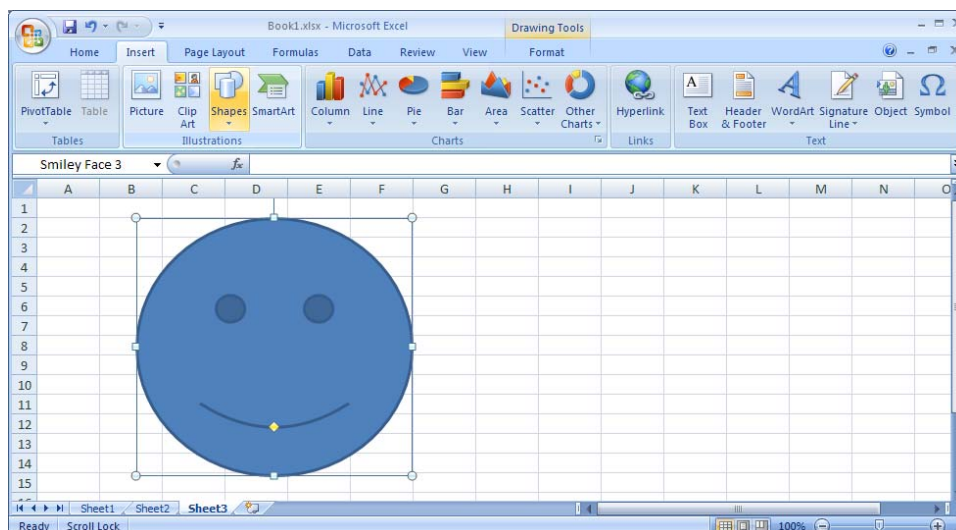 Book1.xlsx - Microsoft Excel
Drawing Tools
Home Insert Page Layout Formulas Data Review View Format
PivotTable Table Picture Clip Art Shapes SmartArt Column Line Pie Bar Area Scatter Other Charts Hyperlink Text Box Header & Footer WordArt Signature Line Object Symbol
Tables Illustrations Charts Links Text
Smiley Face 3 fx
A B C D E F G H I J K L M N O
1
2
3
4
5
6
7
8
9
10
11
12
13
14
15
Sheet1 Sheet2 Sheet3
Ready Scroll Lock 100%